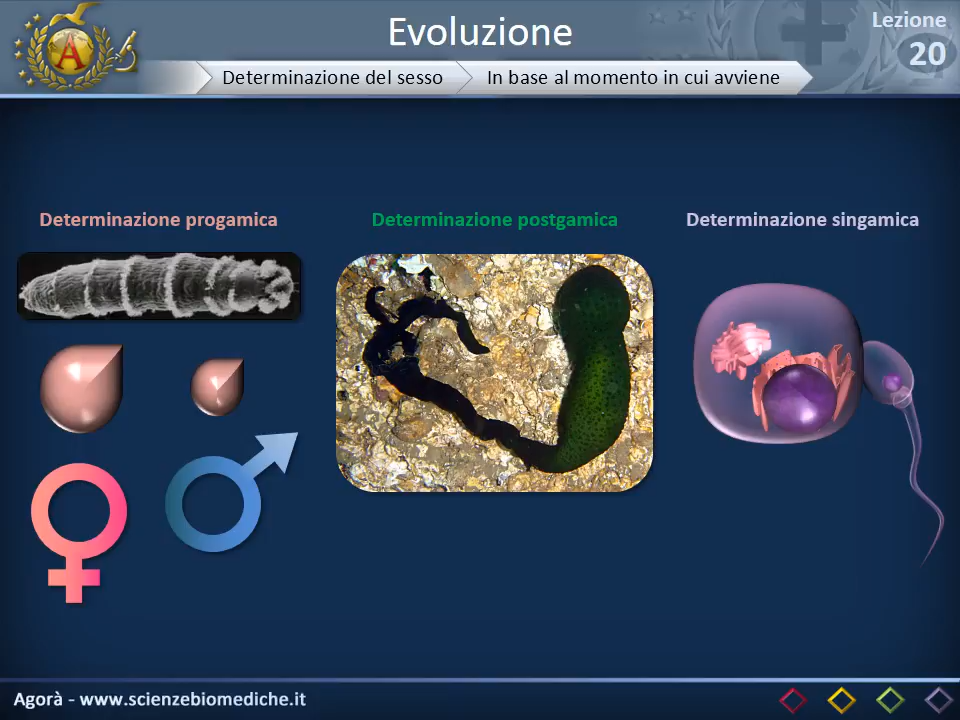 Evoluzione
Lezione
20
Determinazione del sesso
In base al momento in cui avviene
Determinazione progamica
Determinazione postgamica
Determinazione singamica
A
Agorà - www.scienzebiomediche.it